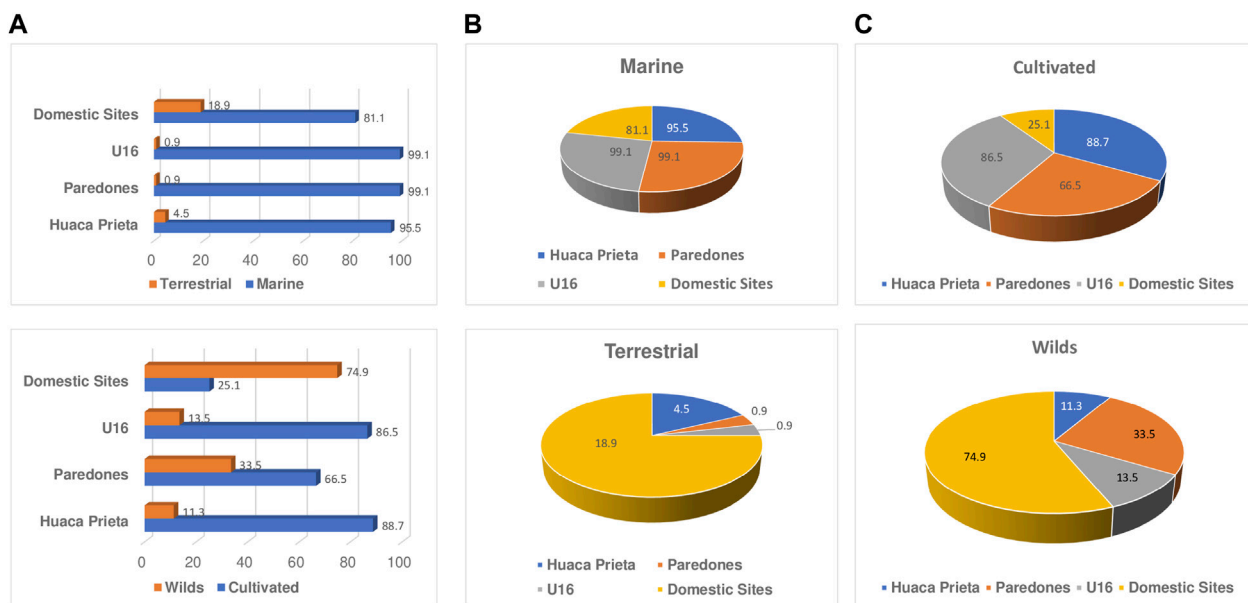 A
Domestic Sites
18.9
81.1
U16
0.9
99.1
Paredones
0.9
99.1
Huaca Prieta
4.5
95.5
0 20 40 60 80 100
Terrestrial Marine
Domestic Sites
74.9
25.1
U16
13.5
86.5
Paredones
33.5
66.5
Huaca Prieta
11.3
88.7
0 20 40 60 80 100
Wilds Cultivated
B
Marine
81.1 95.5
99.1 99.1
Huaca Prieta Paredones
U16 Domestic Sites
Terrestrial
4.5
0.9
0.9
18.9
Huaca Prieta Paredones
U16 Domestic Sites
C
Cultivated
25.1
88.7
86.5
66.5
Huaca Prieta Paredones U16 Domestic Sites
Wilds
11.3
33.5
74.9
13.5
Huaca Prieta Paredones U16 Domestic Sites